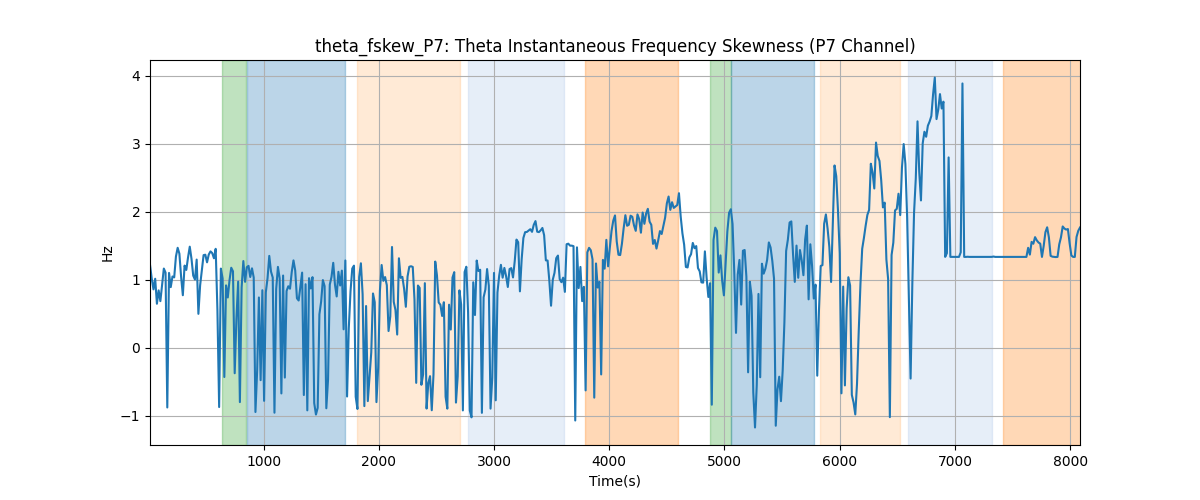 theta_fskew_P7: Theta Instantaneous Frequency Skewness (P7 Channel)
4
3
2
1
0
−1
Hz
1000 2000 3000 4000 5000 6000 7000 8000
Time(s)